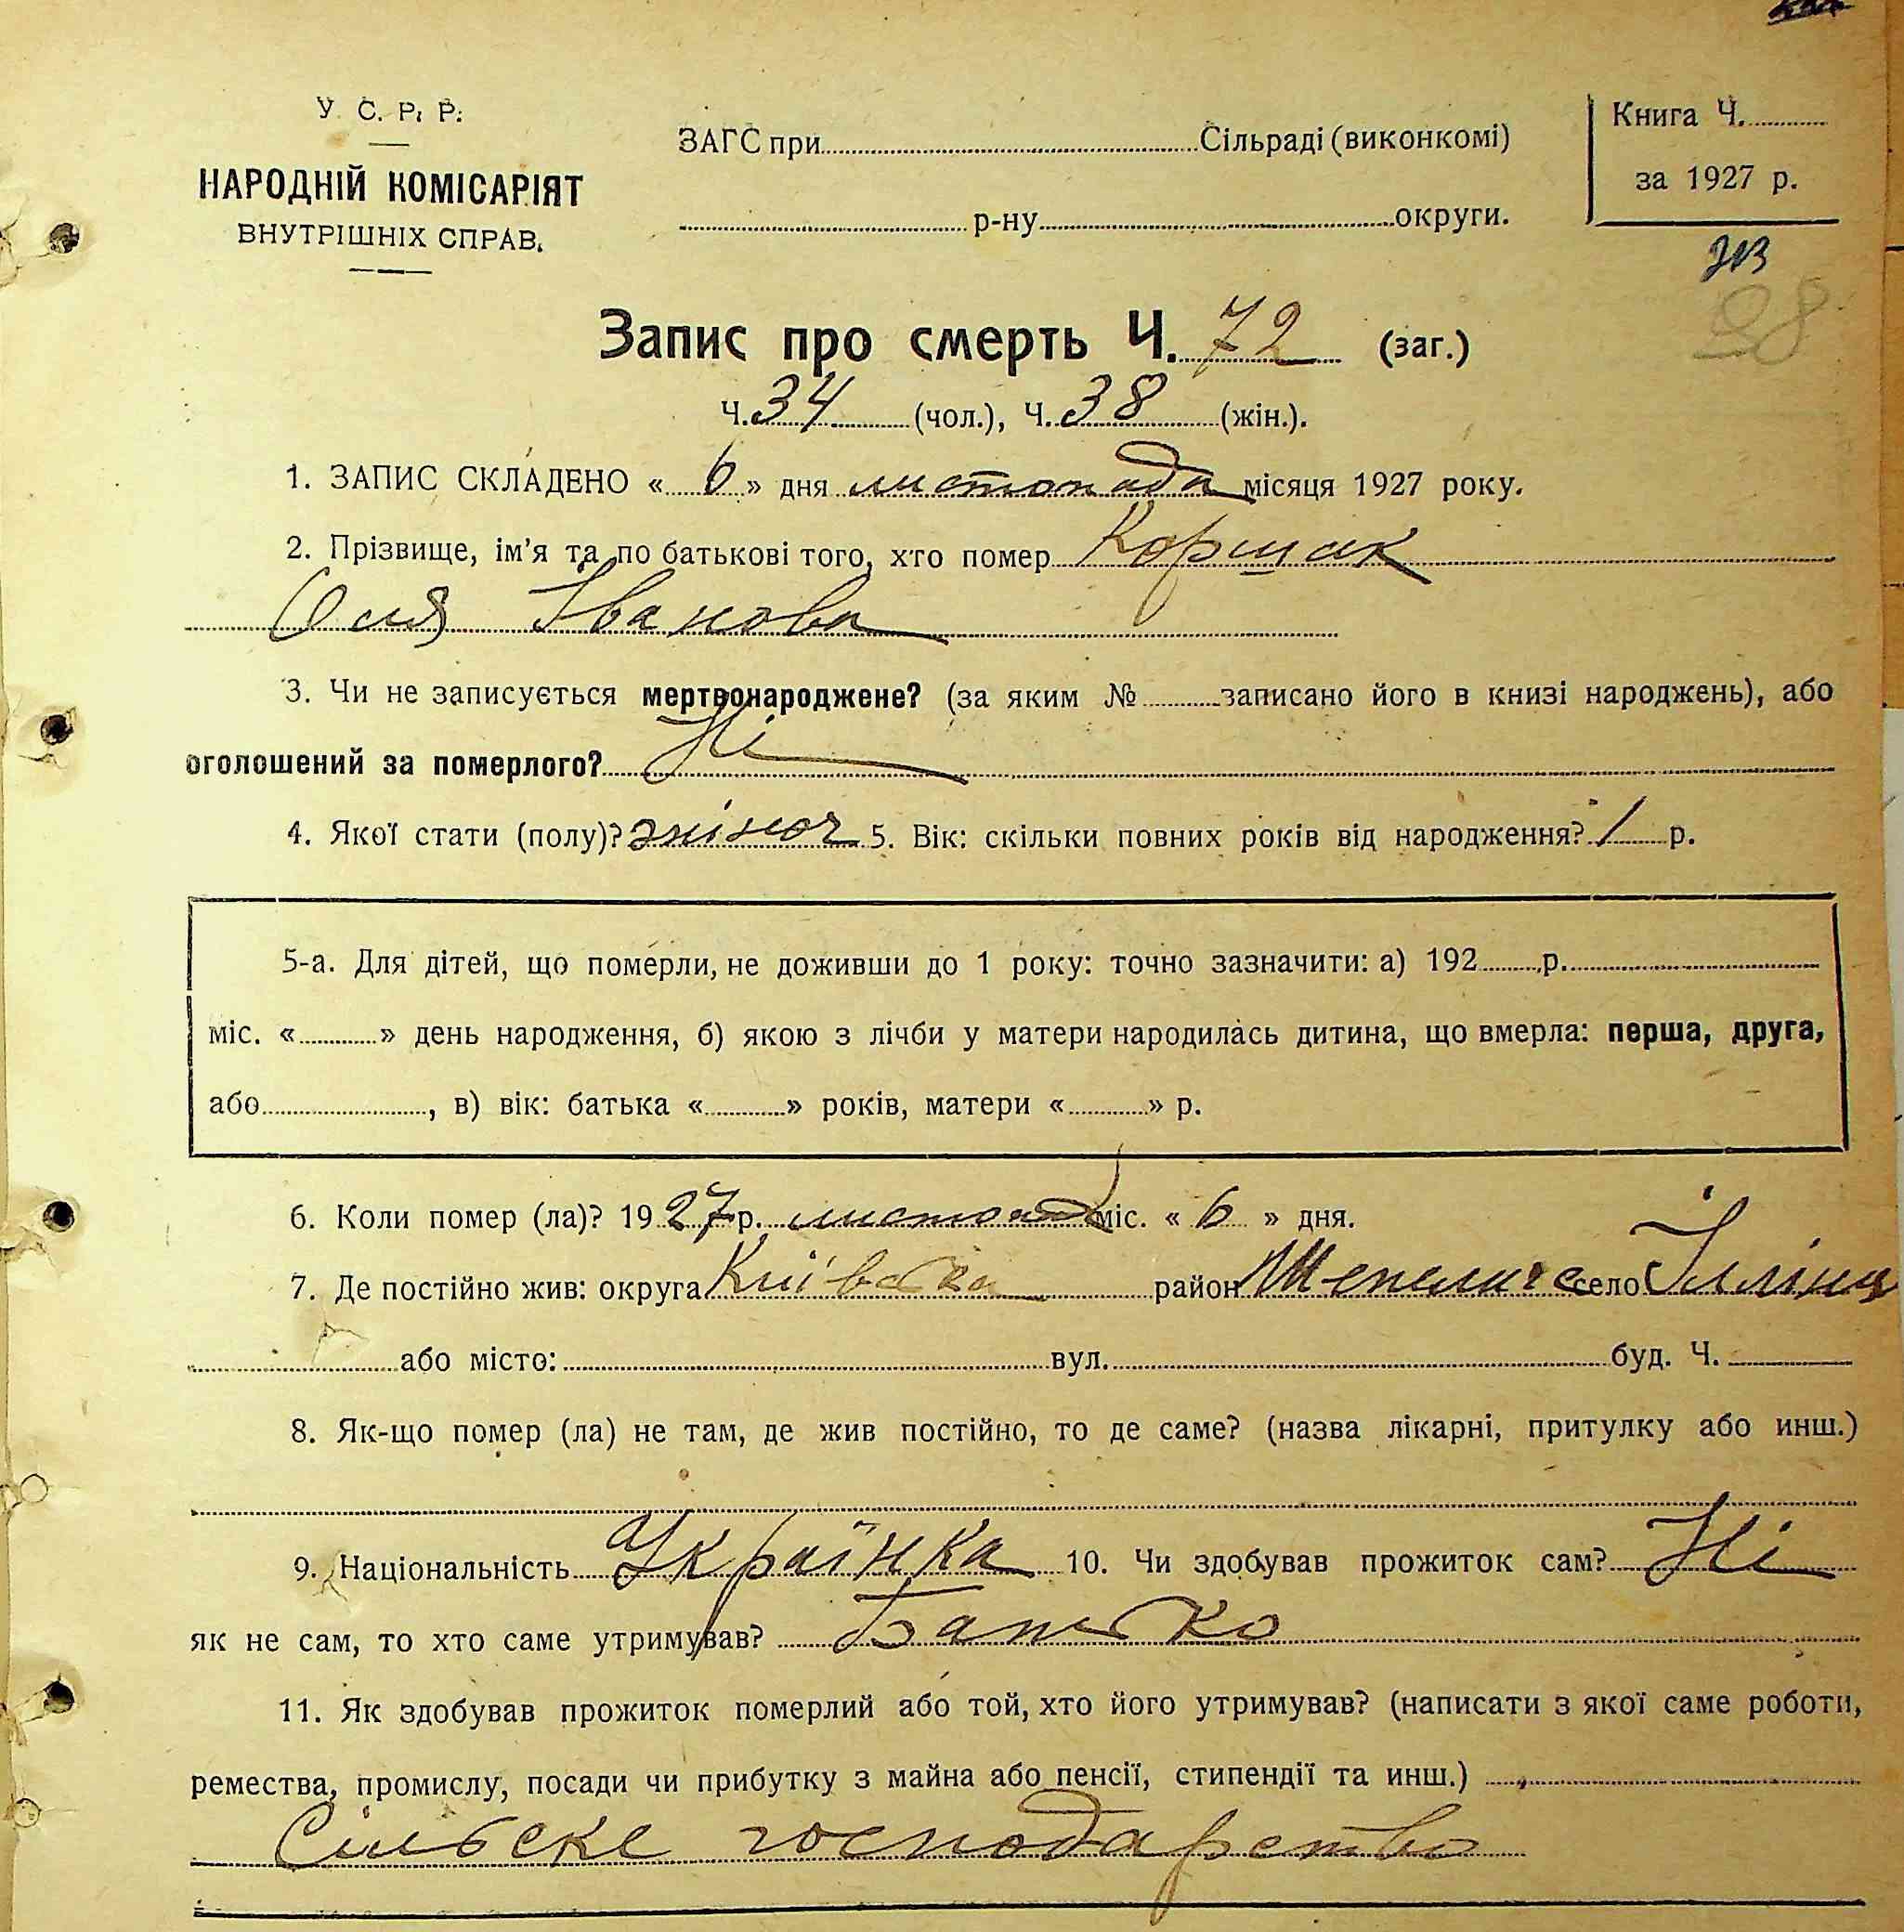 У. С. Р. Р.
НАРОДНІЙ КОМІСАРІЯТ
ВНУТРІШНІХ СПРАВ.
ЗАГС при Сільраді (виконкомі)
р-ну округи.
Книга Ч.
за 1927 р.
28
Запис про смерть Ч. 72 (заг.)
Ч. 34 (чол.), Ч. 38 (жін.).
1. ЗАПИС СКЛАДЕНО « 6 » дня листопада місяця 1927 року.
2. Прізвище, ім'я та по батькові того, хто помер Коршак
Оля Іванова
3. Чи не записується мертвонароджене? (за яким № записано його в книзі народжень), або
оголошений за померлого? Ні
4. Якої стати (полу)? жіноч 5. Вік: скільки повних років від народження? 1 р.
5-а. Для дітей, що померли, не доживши до 1 року: точно зазначити: а) 192 р.
міс. « » день народження, б) якою з лічби у матери народилась дитина, що вмерла: перша, друга,
або , в) вік: батька « » років, матери « » р.
6. Коли помер (ла)? 1927 р. листопад міс. « 6 » дня.
7. Де постійно жив: округа Київська район Шепеличе село Іллінц
або місто: вул. буд. Ч.
8. Як-що помер (ла) не там, де жив постійно, то де саме? (назва лікарні, притулку або инш.)
9. Національність Українка 10. Чи здобував прожиток сам? Ні
як не сам, то хто саме утримував? Батько
11. Як здобував прожиток померлий або той, хто його утримував? (написати з якої саме роботи,
ремества, промислу, посади чи прибутку з майна або пенсії, стипендії та инш.)
Сільске господарство